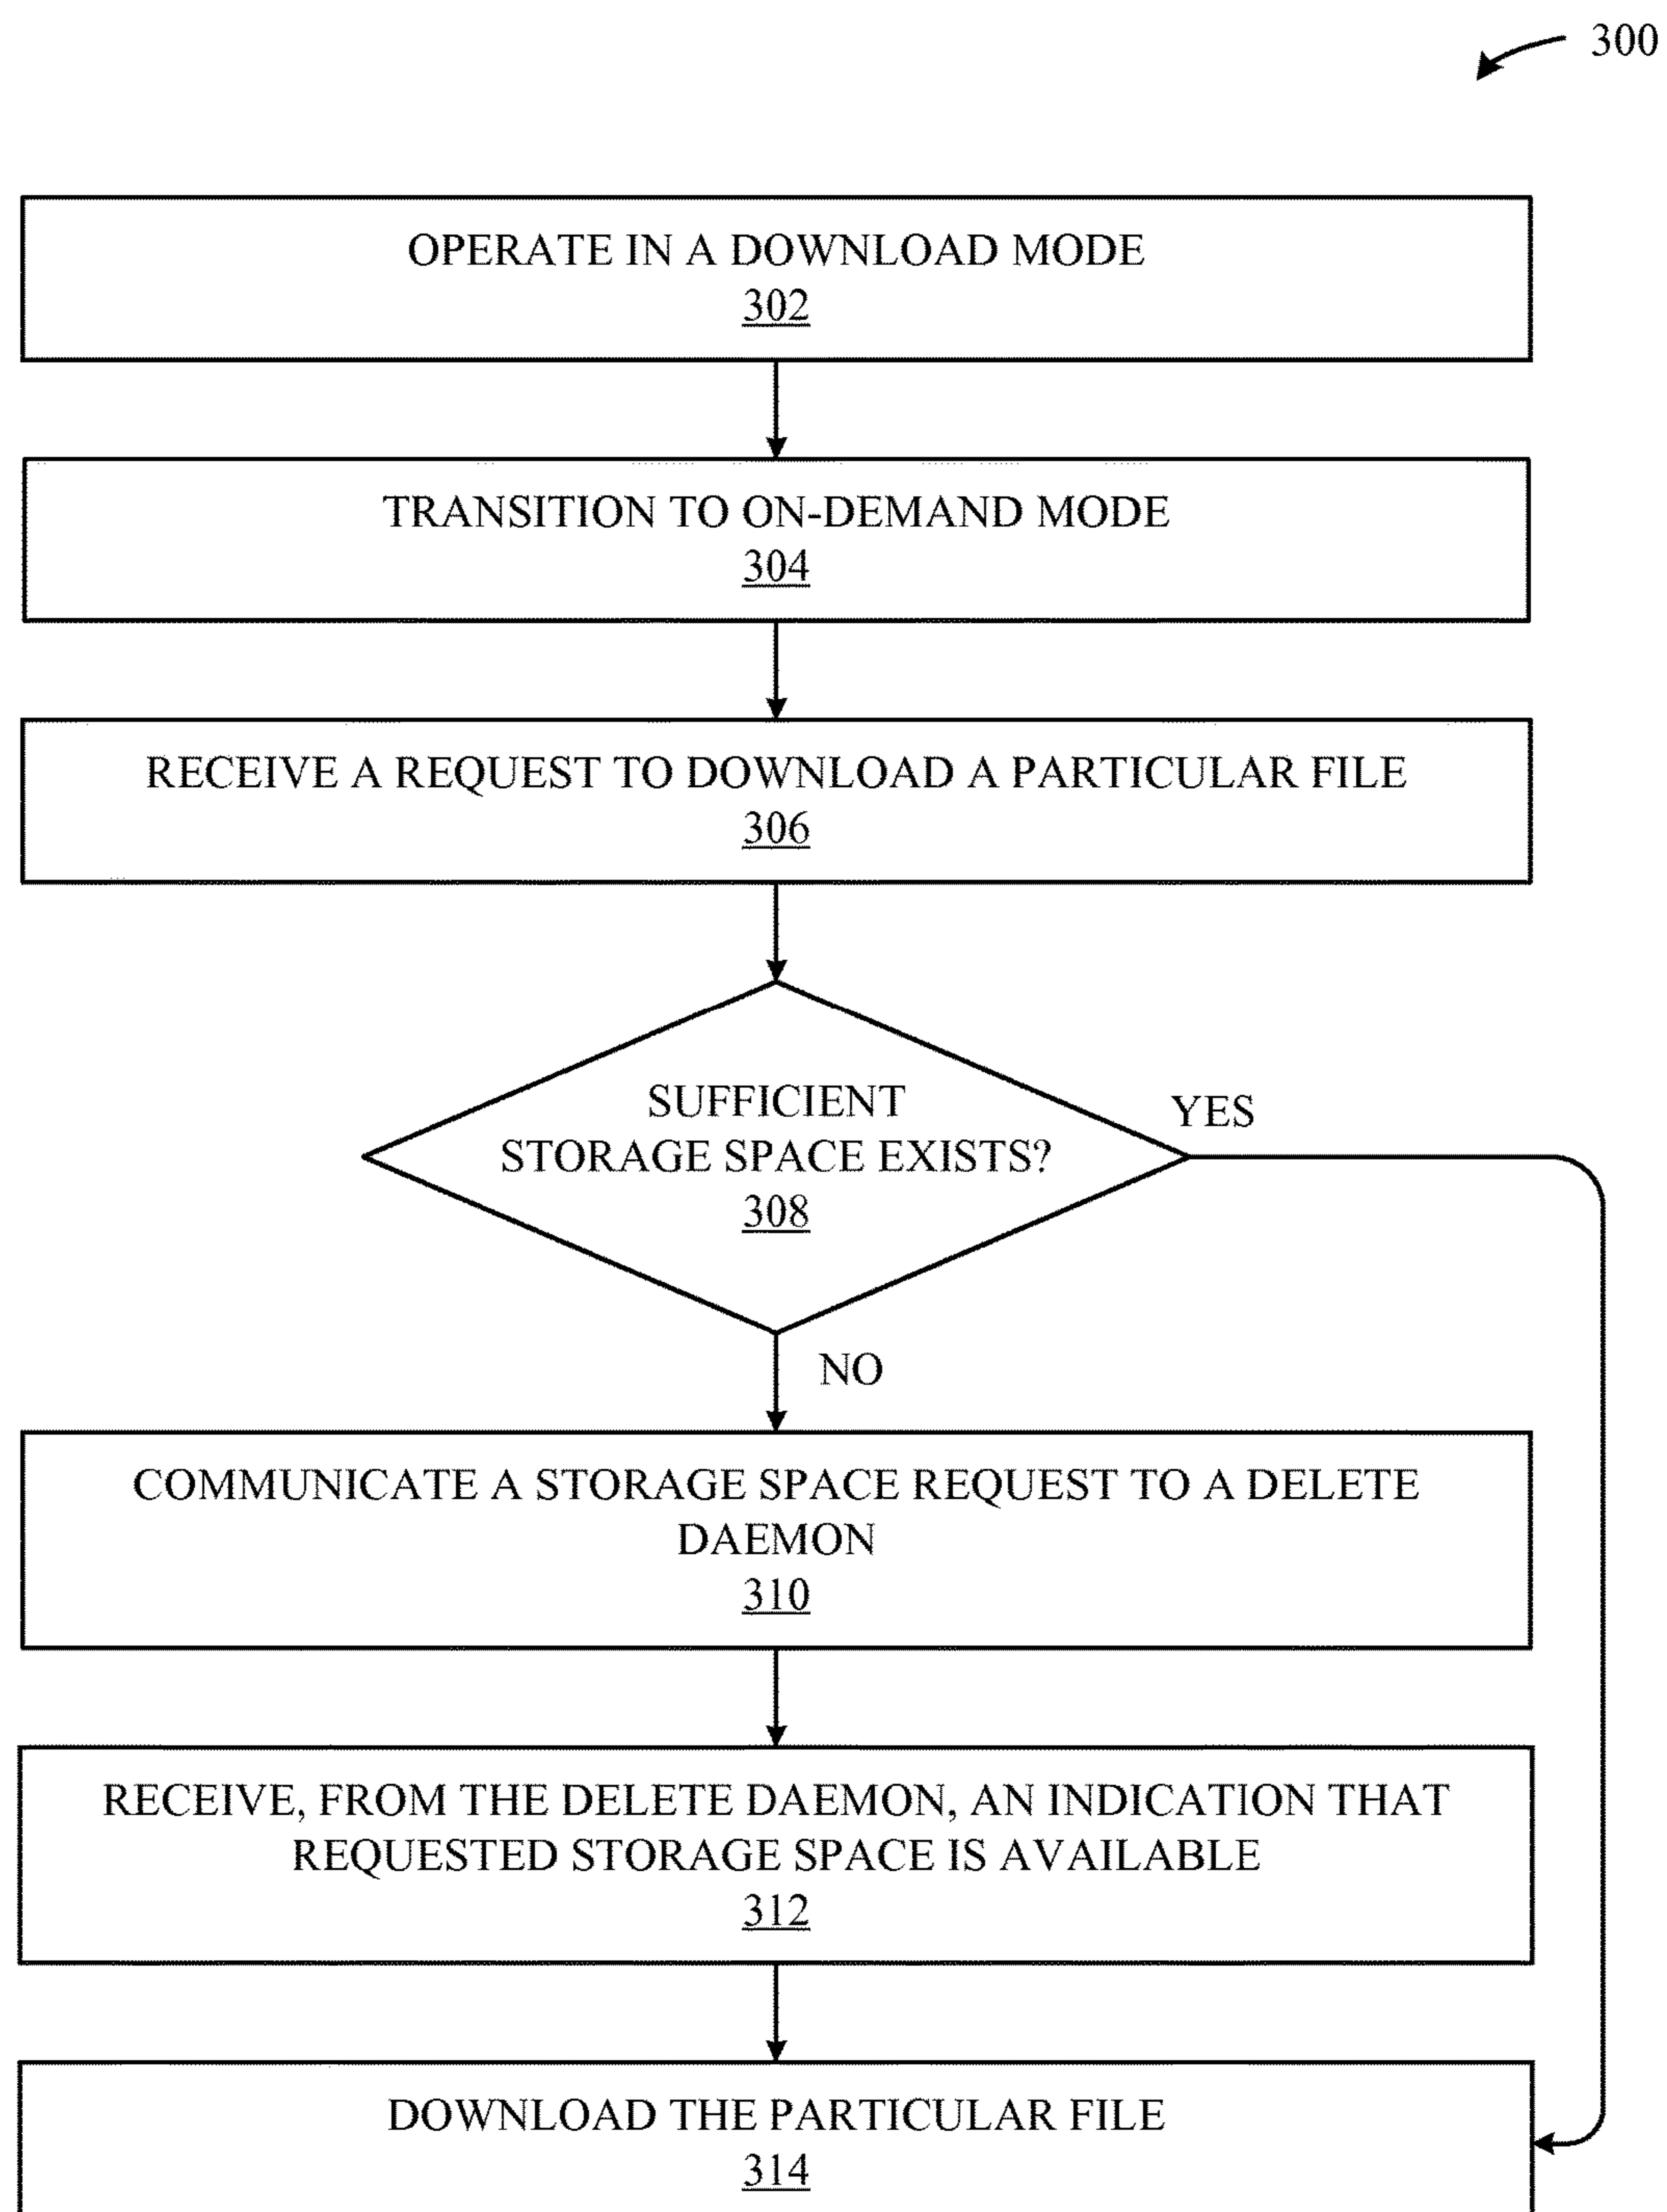 300
OPERATE IN A DOWNLOAD MODE
302
TRANSITION TO ON-DEMAND MODE
304
RECEIVE A REQUEST TO DOWNLOAD A PARTICULAR FILE
306
SUFFICIENT
STORAGE SPACE EXISTS?
308
YES
NO
COMMUNICATE A STORAGE SPACE REQUEST TO A DELETE
DAEMON
310
RECEIVE, FROM THE DELETE DAEMON, AN INDICATION THAT
REQUESTED STORAGE SPACE IS AVAILABLE
312
DOWNLOAD THE PARTICULAR FILE
314